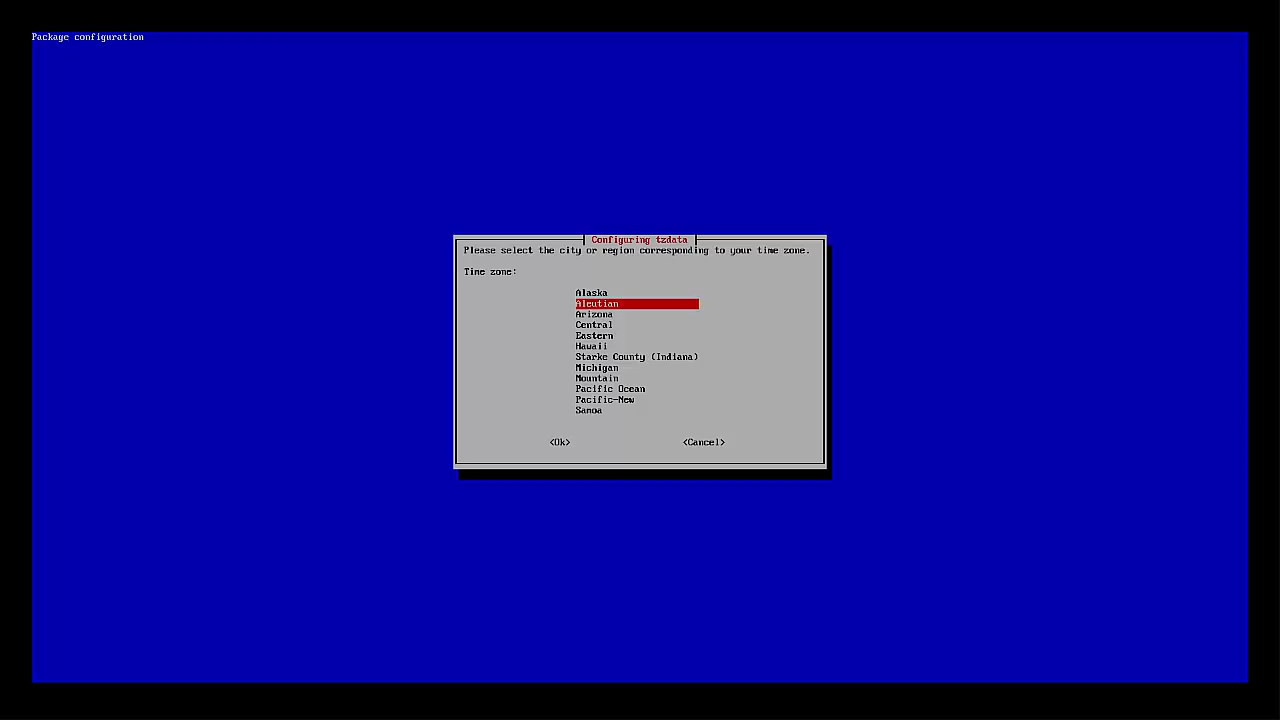 Package configuration
Configuring tzdata
Please select the city or region corresponding to your time zone.
Time zone:
Alaska
Aleutian
Arizona
Central
Eastern
Hawaii
Starke County (Indiana)
Michigan
Mountain
Pacific Ocean
Pacific-New
Samoa
<Ok> <Cancel>